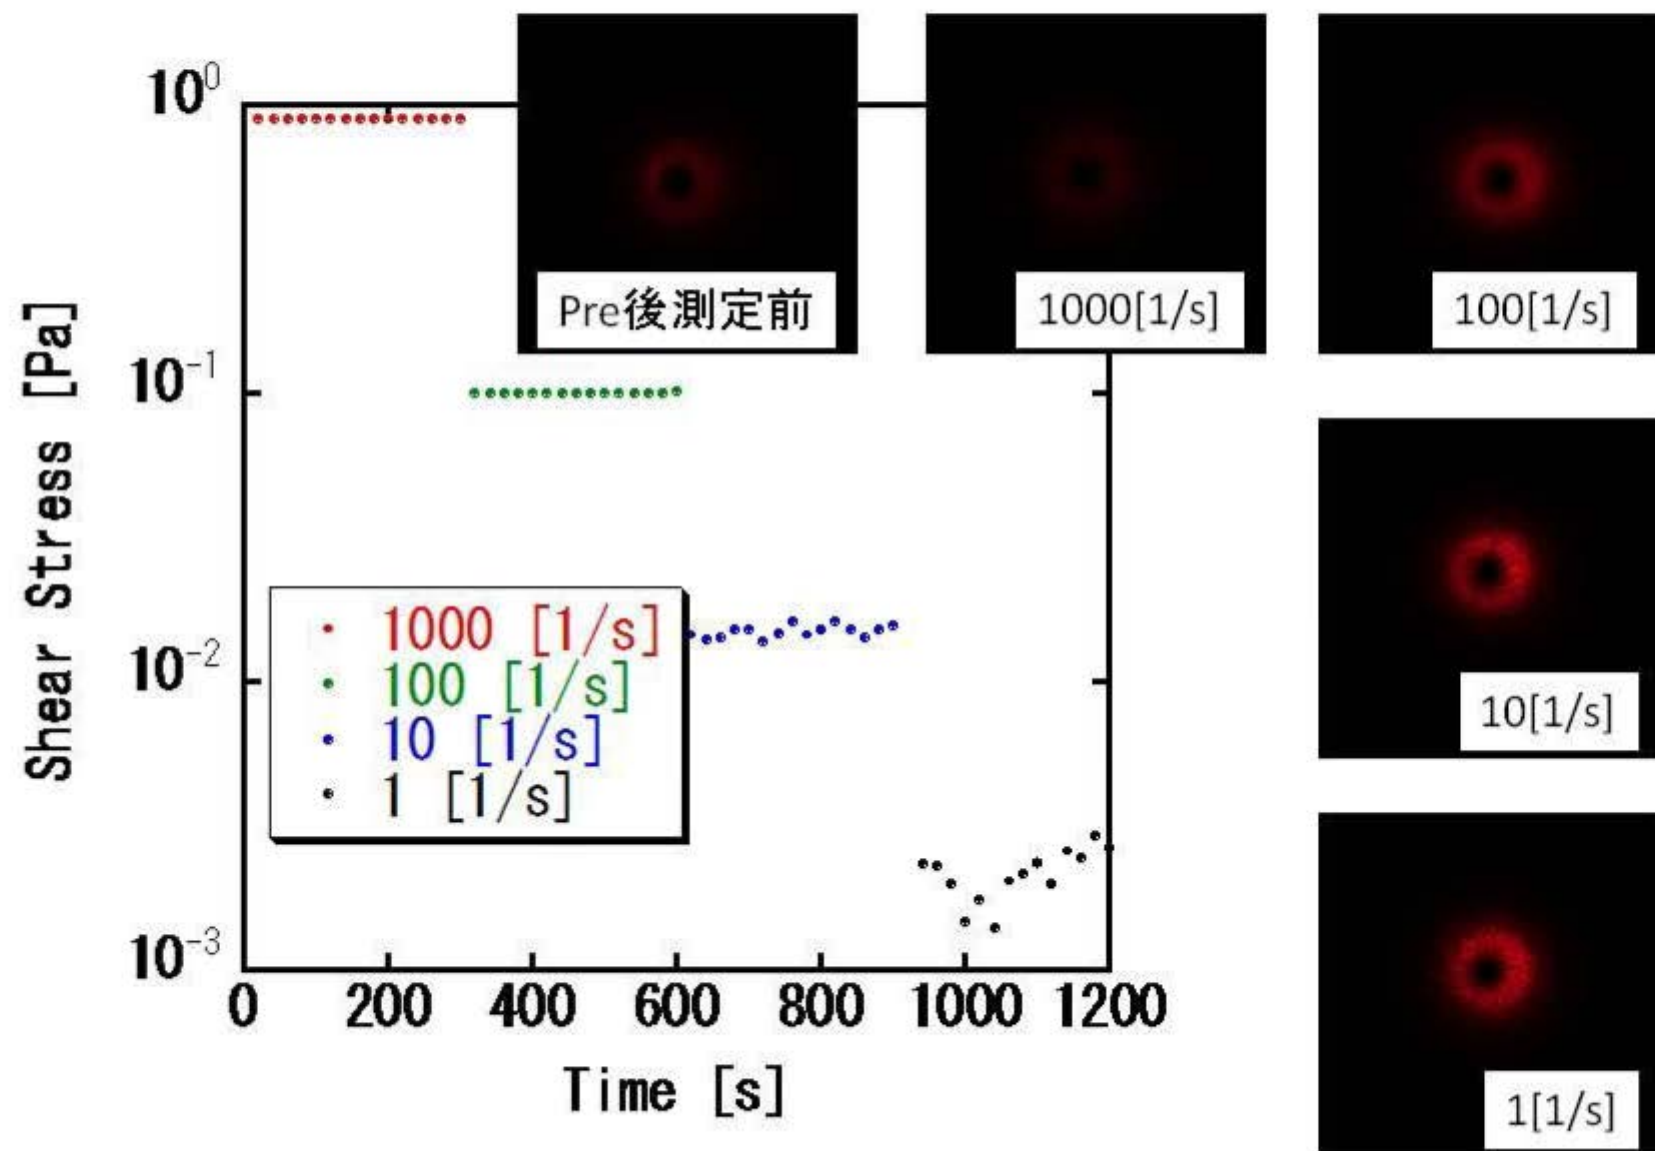 10⁰
10⁻¹
10⁻²
10⁻³
Shear Stress [Pa]
0 200 400 600 800 1000 1200
Time [s]
1000 [1/s]
100 [1/s]
10 [1/s]
1 [1/s]
Pre後測定前
1000[1/s]
100[1/s]
10[1/s]
1[1/s]